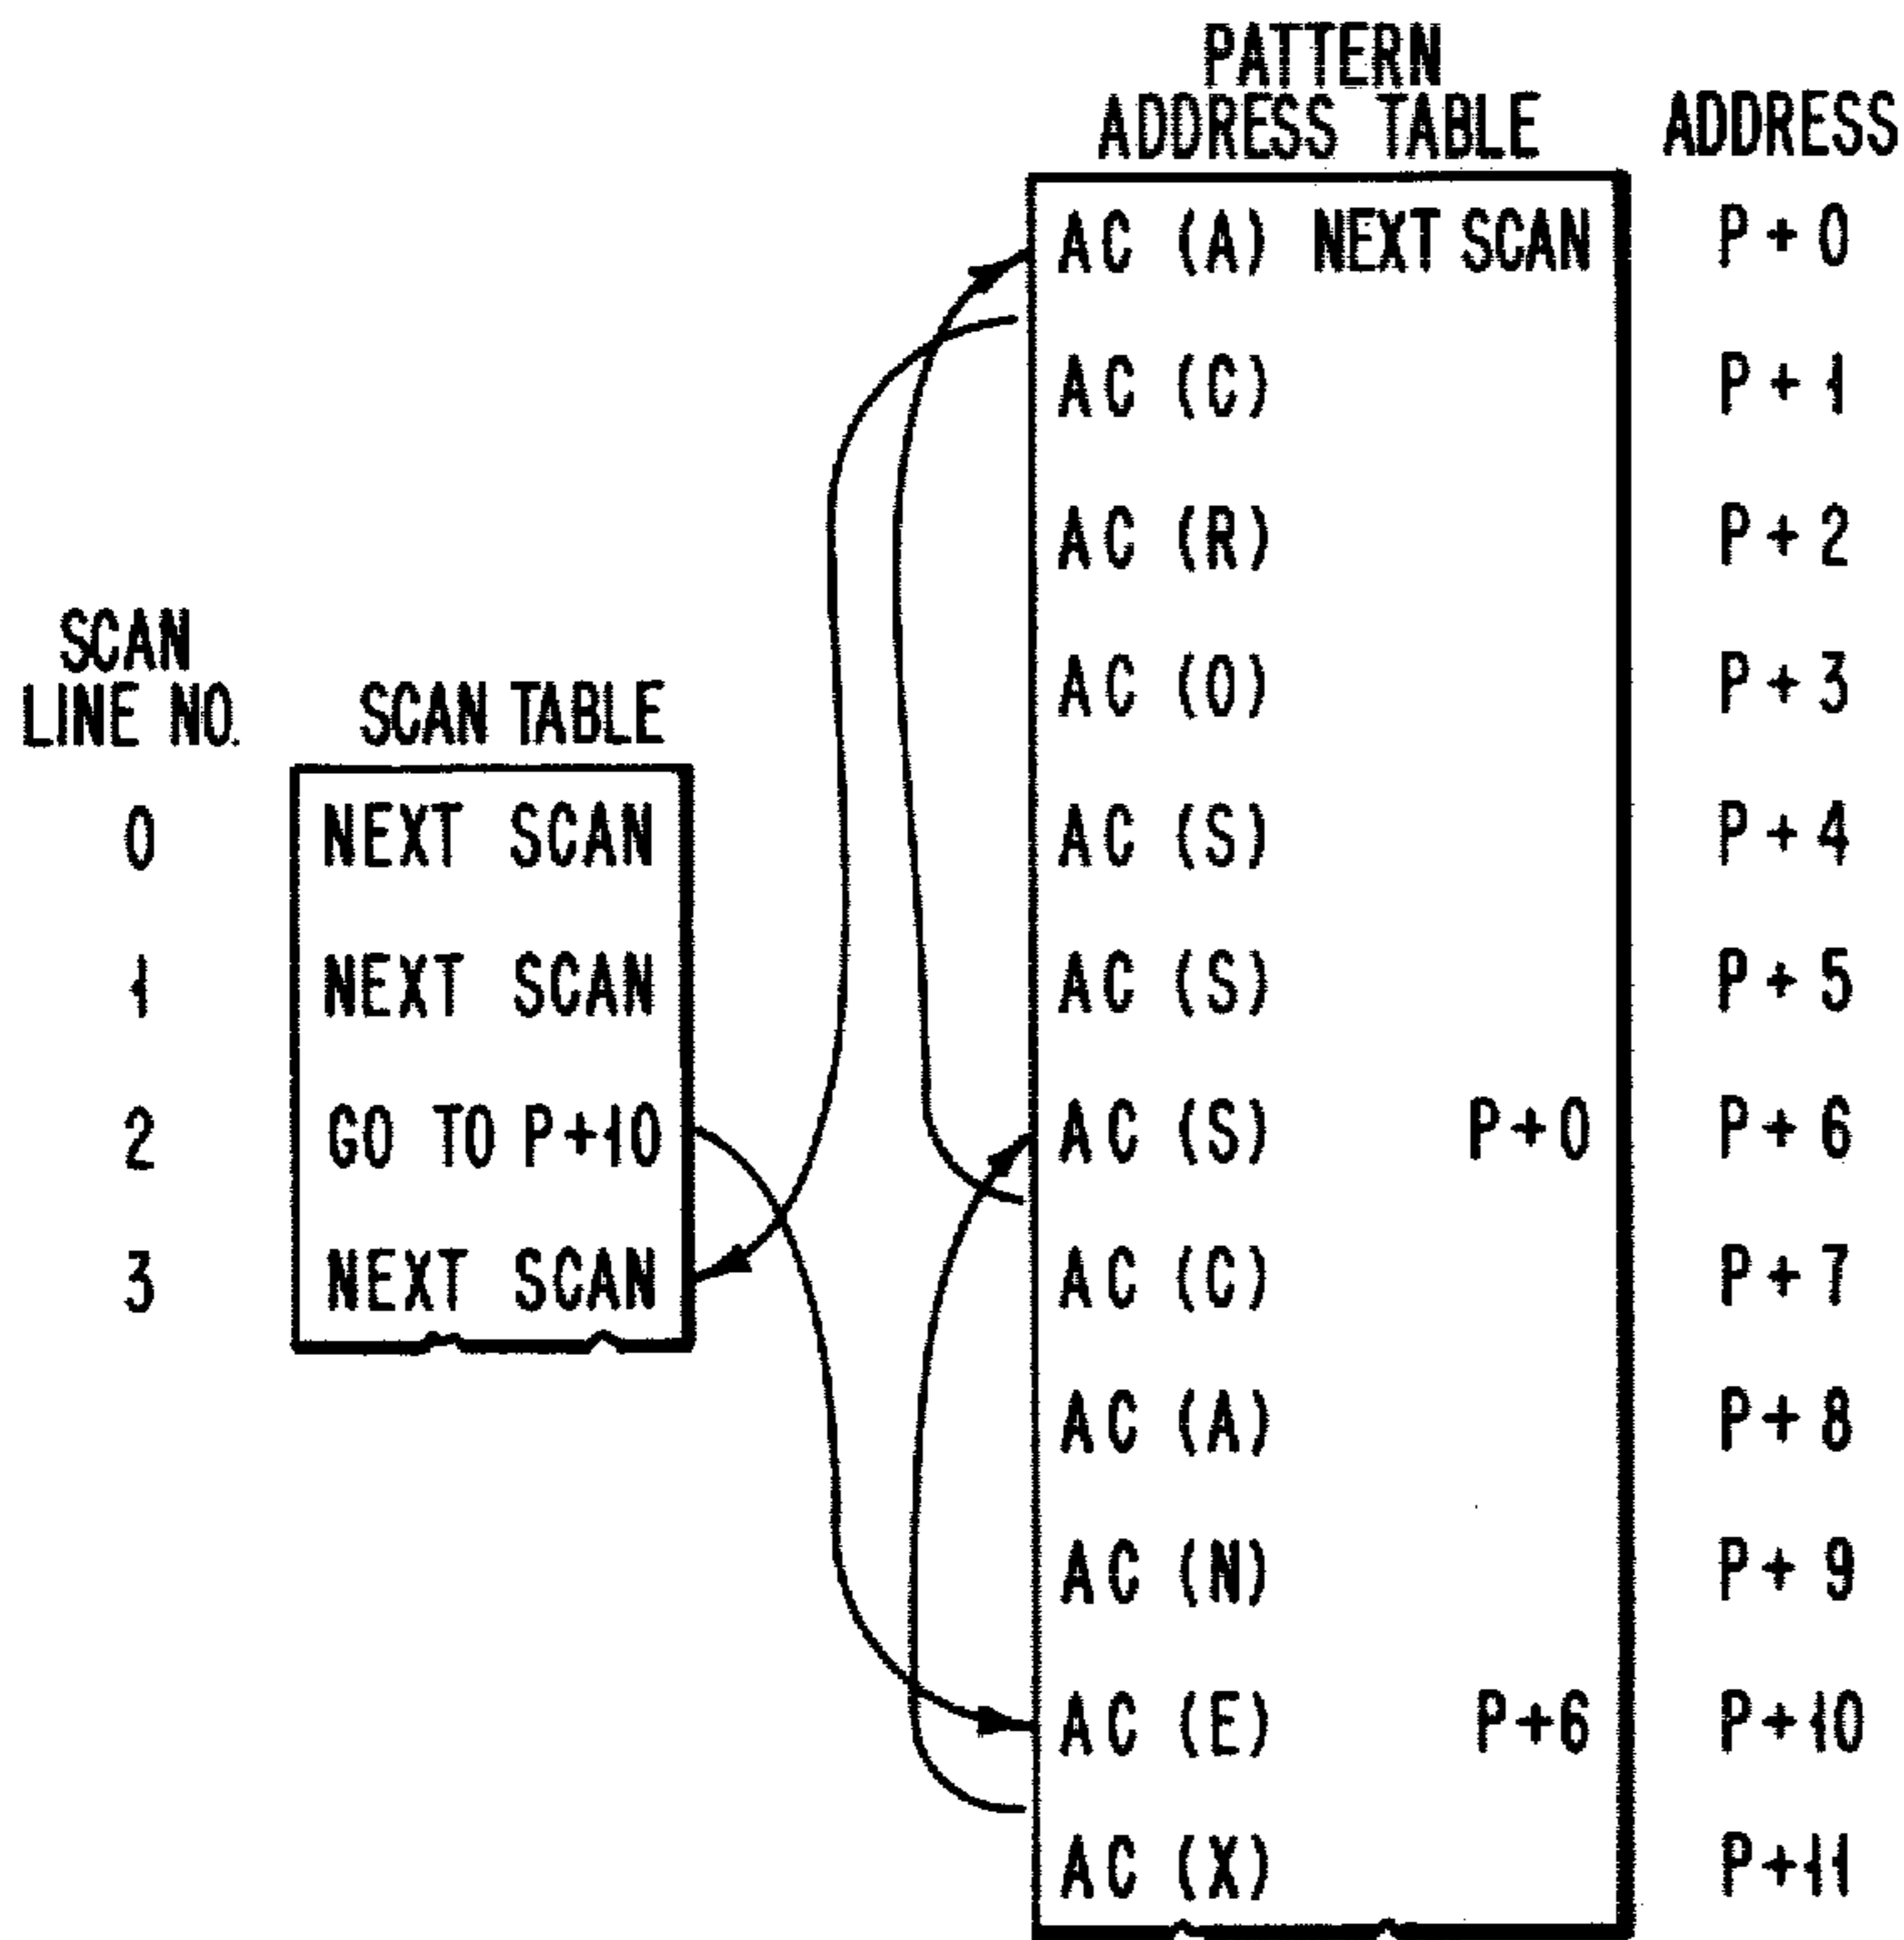 PATTERN
ADDRESS TABLE ADDRESS
AC (A) NEXT SCAN P+0
AC (C) P+1
AC (R) P+2
AC (O) P+3
AC (S) P+4
AC (S) P+5
AC (S) P+0 P+6
AC (C) P+7
AC (A) P+8
AC (N) P+9
AC (E) P+6 P+10
AC (X) P+11
SCAN
LINE NO. SCAN TABLE
0 NEXT SCAN
1 NEXT SCAN
2 GO TO P+10
3 NEXT SCAN